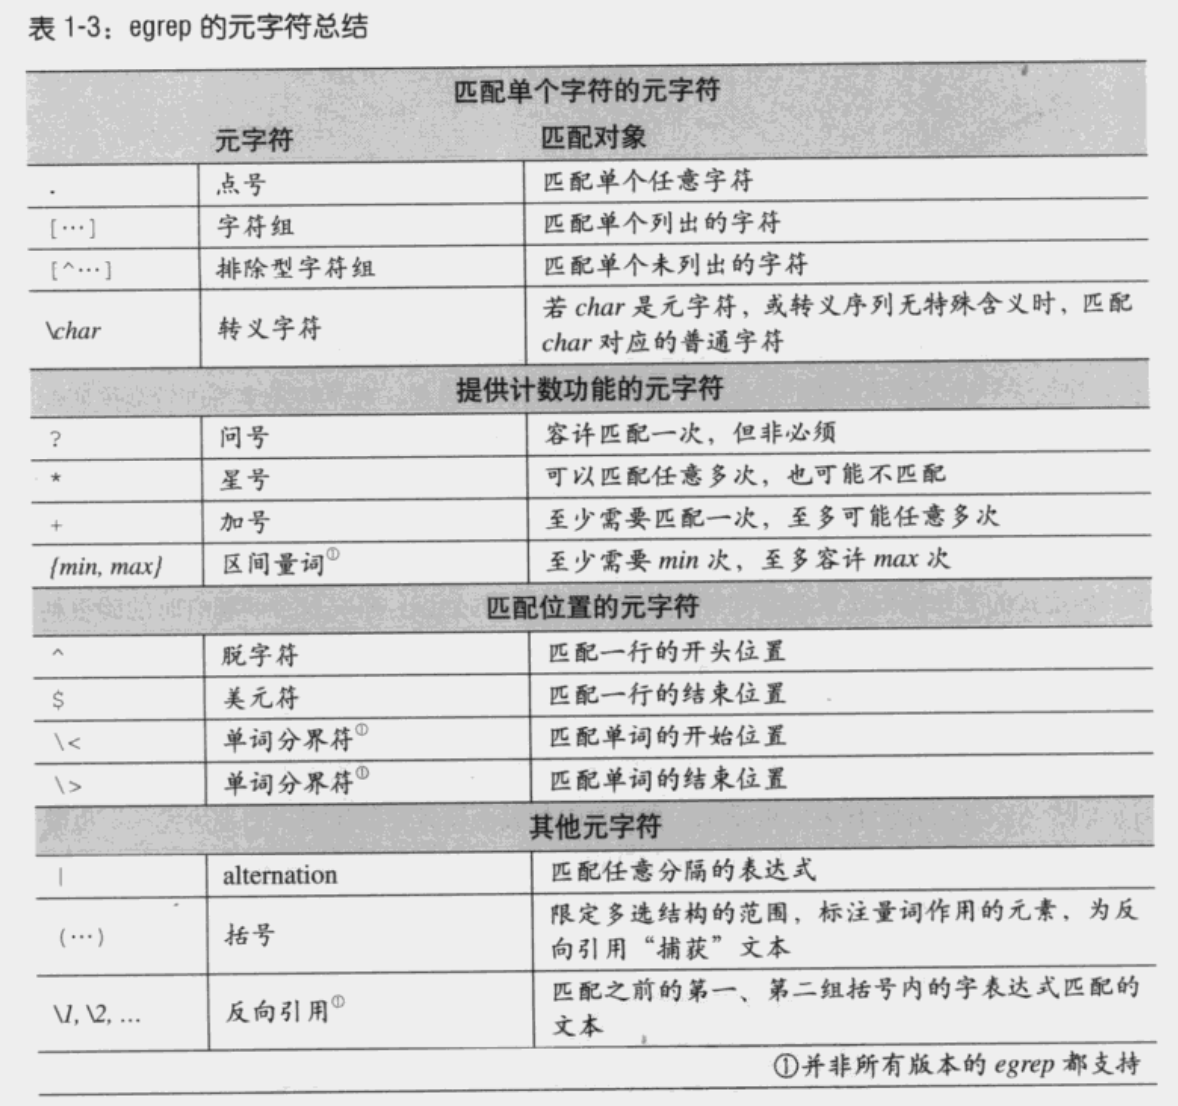 表 1-3：egrep 的元字符总结
匹配单个字符的元字符
元字符 匹配对象
. 点号 匹配单个任意字符
[…] 字符组 匹配单个列出的字符
[^…] 排除型字符组 匹配单个未列出的字符
\char 转义字符 若 char 是元字符，或转义序列无特殊含义时，匹配
char 对应的普通字符
提供计数功能的元字符
? 问号 容许匹配一次，但非必须
* 星号 可以匹配任意多次，也可能不匹配
+ 加号 至少需要匹配一次，至多可能任意多次
{min, max} 区间量词① 至少需要 min 次，至多容许 max 次
匹配位置的元字符
^ 脱字符 匹配一行的开头位置
$ 美元符 匹配一行的结束位置
\< 单词分界符① 匹配单词的开始位置
\> 单词分界符① 匹配单词的结束位置
其他元字符
| alternation 匹配任意分隔的表达式
(…) 括号 限定多选结构的范围，标注量词作用的元素，为反
向引用“捕获”文本
\1, \2, … 反向引用① 匹配之前的第一、第二组括号内的字表达式匹配的
文本
①并非所有版本的 egrep 都支持